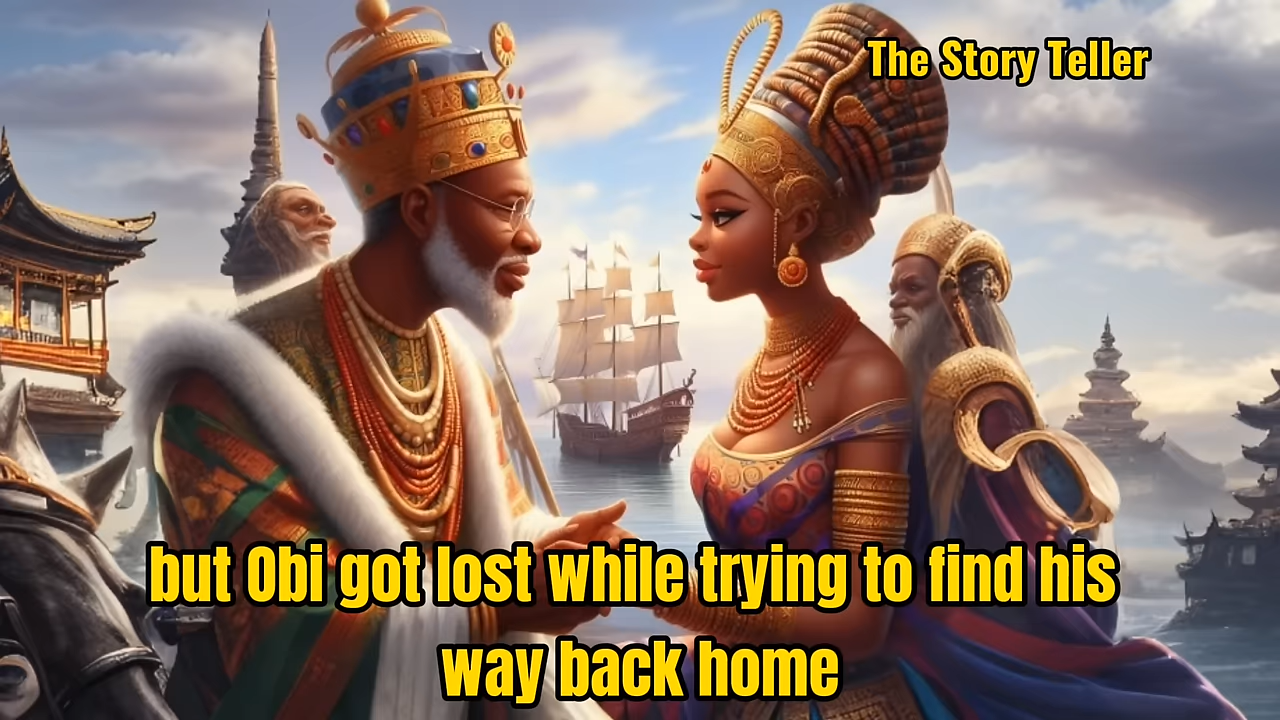 The Story Teller
but Obi got lost while trying to find his
way back home